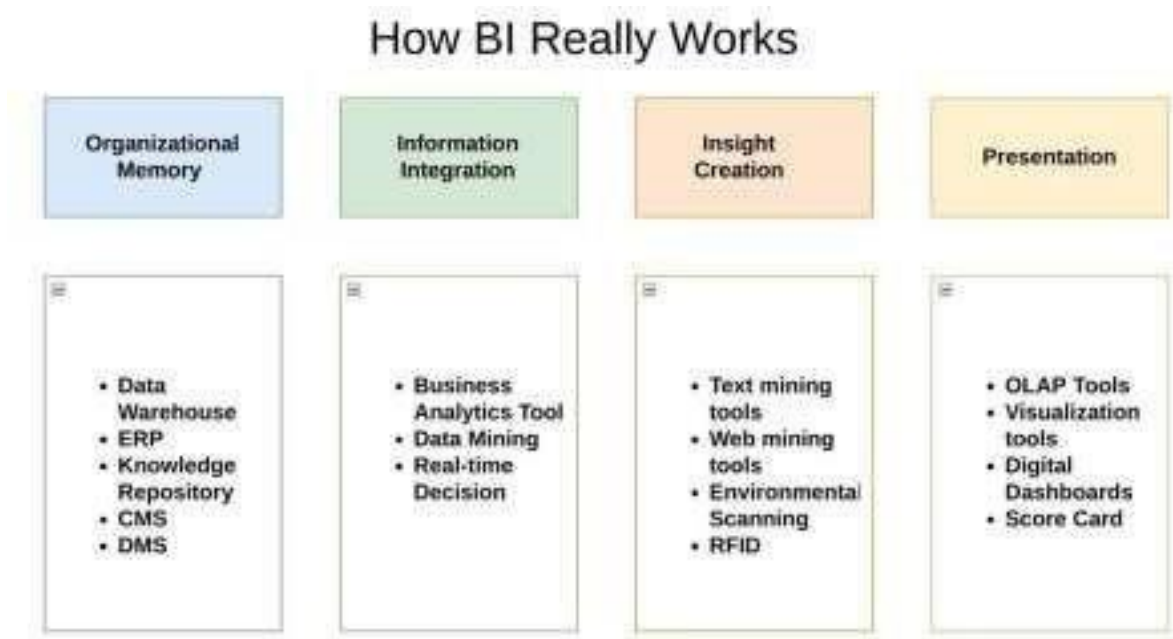 How BI Really Works
Organizational
Memory
Information
Integration
Insight
Creation
Presentation
• Data
Warehouse
• ERP
• Knowledge
Repository
• CMS
• DMS
• Business
Analytics Tool
• Data Mining
• Real-time
Decision
• Text mining
tools
• Web mining
tools
• Environmental
Scanning
• RFID
• OLAP Tools
• Visualization
tools
• Digital
Dashboards
• Score Card